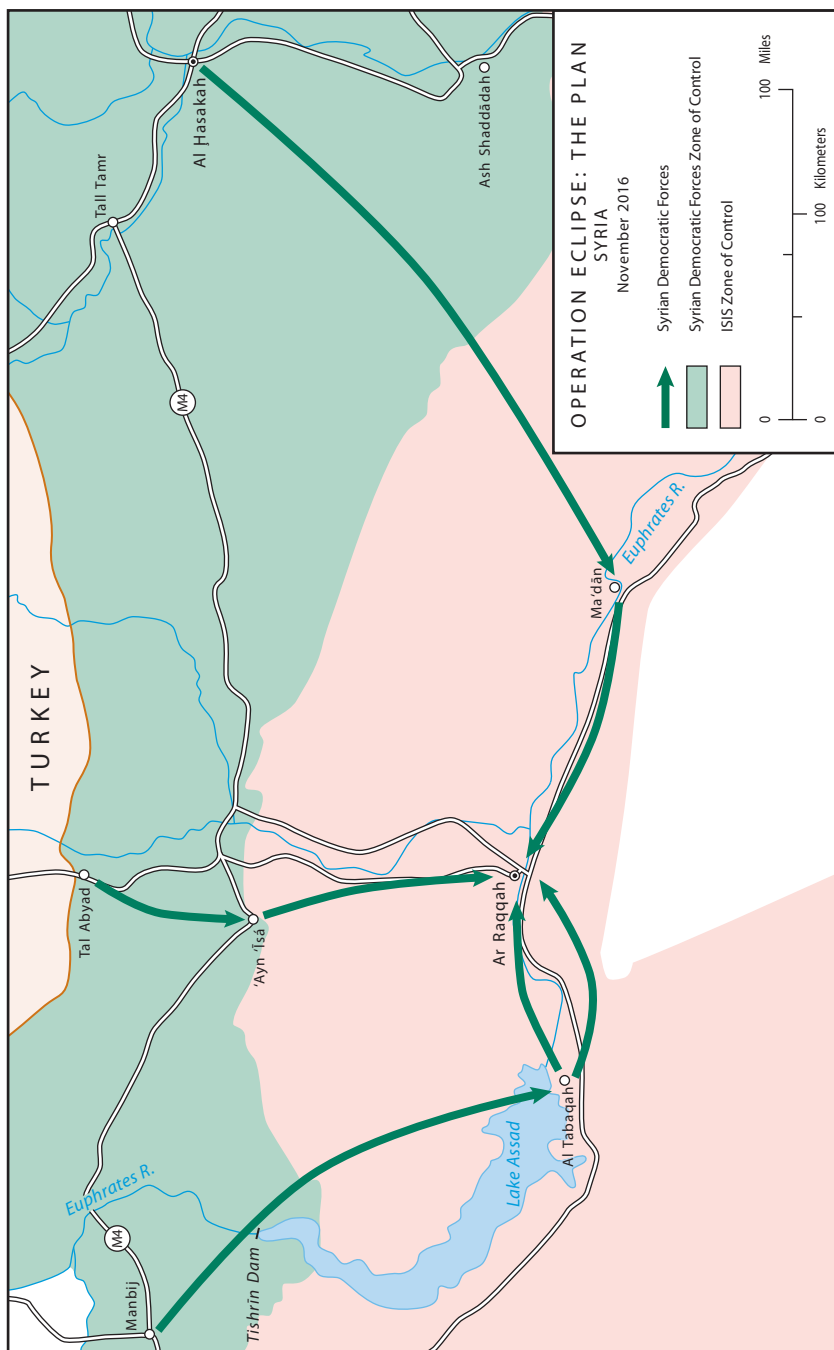 TURKEY
Manbij
M4
Euphrates R.
Tishrin Dam
Lake Assad
Al Tabaqah
Tal Abyad
'Ayn 'Īsá
Ar Raqqah
Ma'dān
Euphrates R.
M4
Tall Tamr
Al Ḥasakah
Ash Shaddādah
OPERATION ECLIPSE: THE PLAN
SYRIA
November 2016
Syrian Democratic Forces
Syrian Democratic Forces Zone of Control
ISIS Zone of Control
0 100 Miles
0 100 Kilometers